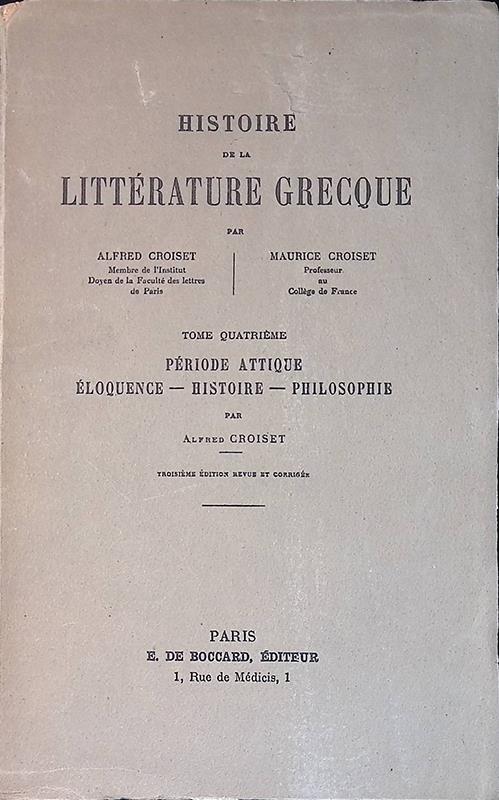 HISTOIRE
DE LA
LITTÉRATURE GRECQUE
PAR
ALFRED CROISET
Membre de l'Institut
Doyen de la Faculté des lettres
de Paris
MAURICE CROISET
Professeur
au
Collège de France
TOME QUATRIÈME
PÉRIODE ATTIQUE
ÉLOQUENCE — HISTOIRE — PHILOSOPHIE
PAR
ALFRED CROISET
TROISIÈME ÉDITION REVUE ET CORRIGÉE
PARIS
E. DE BOCCARD, ÉDITEUR
1, Rue de Médicis, 1